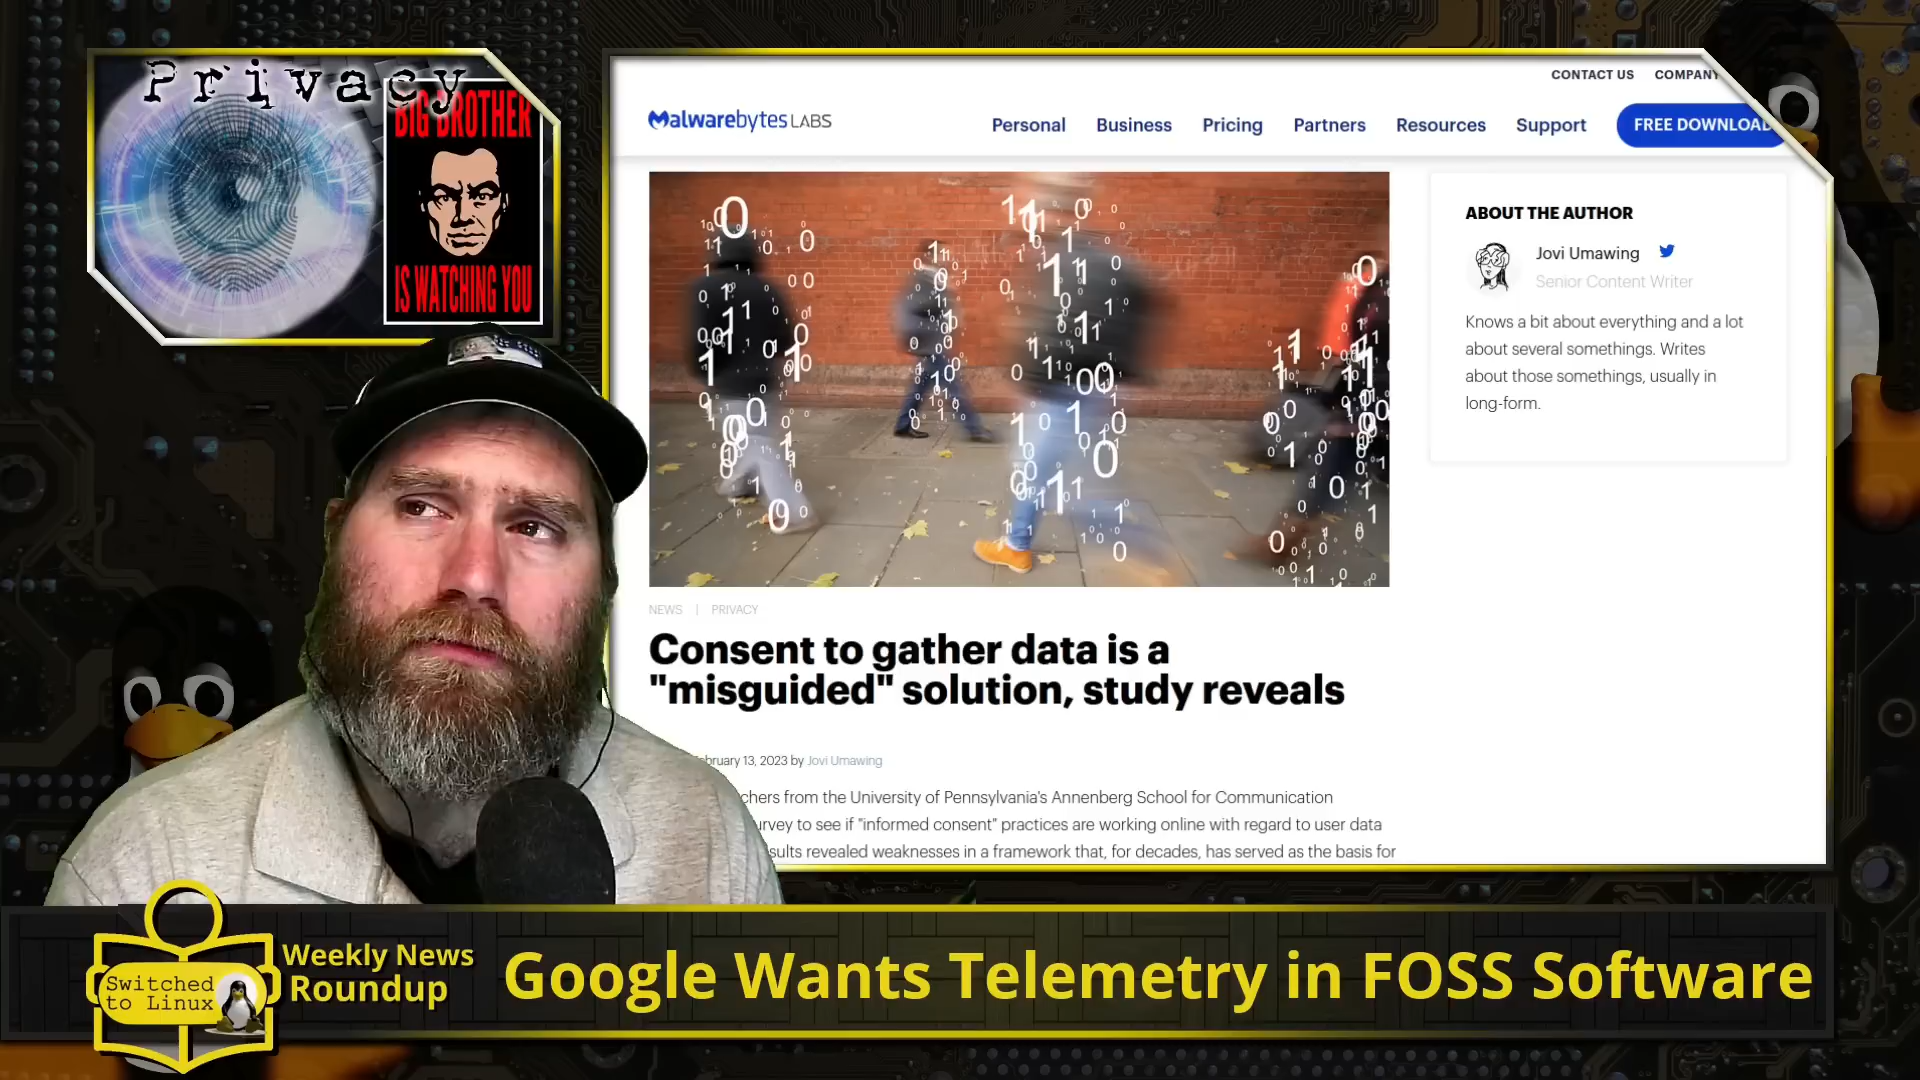 Privacy
BIG BROTHER
IS WATCHING YOU
CONTACT US COMPANY
Malwarebytes LABS
Personal Business Pricing Partners Resources Support FREE DOWNLOAD
ABOUT THE AUTHOR
Jovi Umawing
Senior Content Writer
Knows a bit about everything and a lot
about several somethings. Writes
about those somethings, usually in
long-form.
NEWS | PRIVACY
Consent to gather data is a
"misguided" solution, study reveals
bruary 13, 2023 by Jovi Umawing
chers from the University of Pennsylvania's Annenberg School for Communication
urvey to see if "informed consent" practices are working online with regard to user data
sults revealed weaknesses in a framework that, for decades, has served as the basis for
Switched
to Linux
Weekly News
Roundup
Google Wants Telemetry in FOSS Software